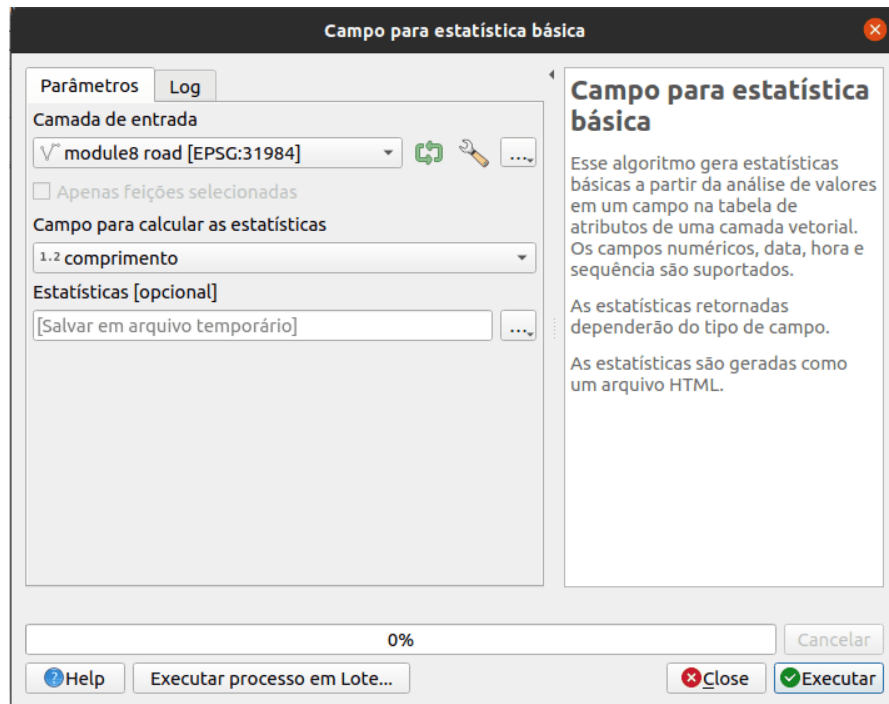 Campo para estatística básica
Parâmetros
Log
Camada de entrada
module8 road [EPSG:31984]
...
Apenas feições selecionadas
Campo para calcular as estatísticas
1.2 comprimento
Estatísticas [opcional]
[Salvar em arquivo temporário]
...
Campo para estatística
básica
Esse algoritmo gera estatísticas
básicas a partir da análise de valores
em um campo na tabela de
atributos de uma camada vetorial.
Os campos numéricos, data, hora e
sequência são suportados.
As estatísticas retornadas
dependerão do tipo de campo.
As estatísticas são geradas como
um arquivo HTML.
0%
Cancelar
Help
Executar processo em Lote...
Close
Executar